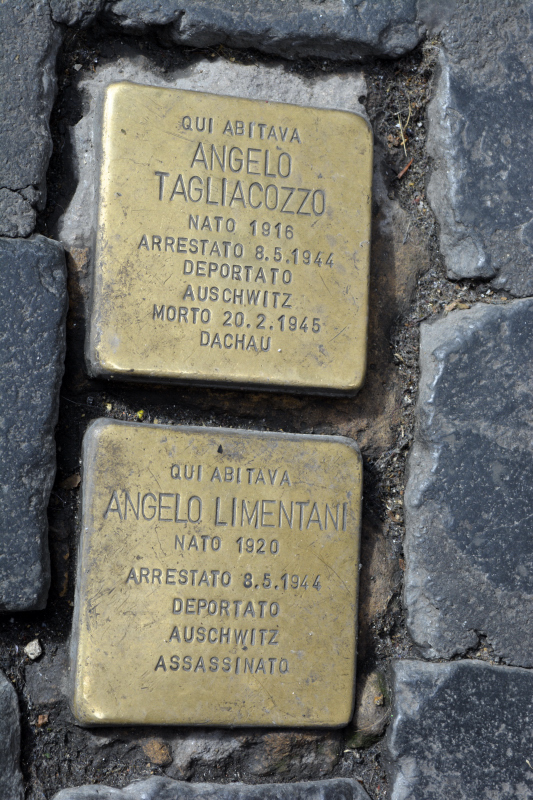 QUI ABITAVA
ANGELO
TAGLIACOZZO
NATO 1916
ARRESTATO 8.5.1944
DEPORTATO
AUSCHWITZ
MORTO 20.2.1945
DACHAU
QUI ABITAVA
ANGELO LIMENTANI
NATO 1920
ARRESTATO 8.5.1944
DEPORTATO
AUSCHWITZ
ASSASSINATO